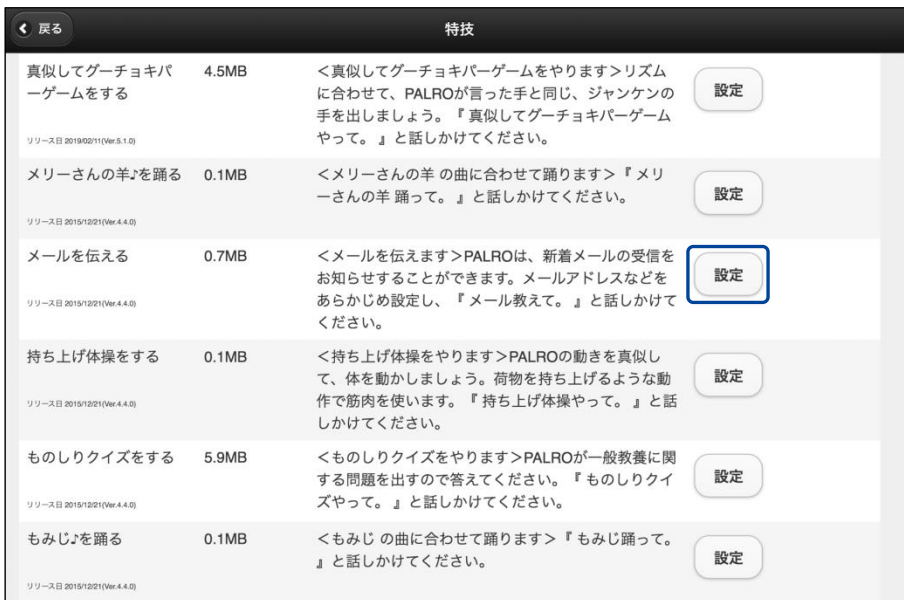 戻る
特技
真似してグーチョキパ
ーゲームをする
リリース日 2019/02/11(Ver.5.1.0)
4.5MB
＜真似してグーチョキパーゲームをやります＞リズム
に合わせて、PALROが言った手と同じ、ジャンケンの
手を出しましょう。『 真似してグーチョキパーゲーム
やって。 』と話しかけてください。
設定
メリーさんの羊♪を踊る
リリース日 2015/12/21(Ver.4.4.0)
0.1MB
＜メリーさんの羊 の曲に合わせて踊ります＞『 メリ
ーさんの羊 踊って。 』と話しかけてください。
設定
メールを伝える
リリース日 2015/12/21(Ver.4.4.0)
0.7MB
＜メールを伝えます＞PALROは、新着メールの受信を
お知らせすることができます。メールアドレスなどを
あらかじめ設定し、『 メール教えて。 』と話しかけて
ください。
設定
持ち上げ体操をする
リリース日 2015/12/21(Ver.4.4.0)
0.1MB
＜持ち上げ体操をやります＞PALROの動きを真似し
て、体を動かしましょう。荷物を持ち上げるような動
作で筋肉を使います。『 持ち上げ体操やって。 』と話
しかけてください。
設定
ものしりクイズをする
リリース日 2015/12/21(Ver.4.4.0)
5.9MB
＜ものしりクイズをやります＞PALROが一般教養に関
する問題を出すので答えてください。『 ものしりクイ
ズやって。 』と話しかけてください。
設定
もみじ♪を踊る
リリース日 2015/12/21(Ver.4.4.0)
0.1MB
＜もみじ の曲に合わせて踊ります＞『 もみじ踊って。
』と話しかけてください。
設定